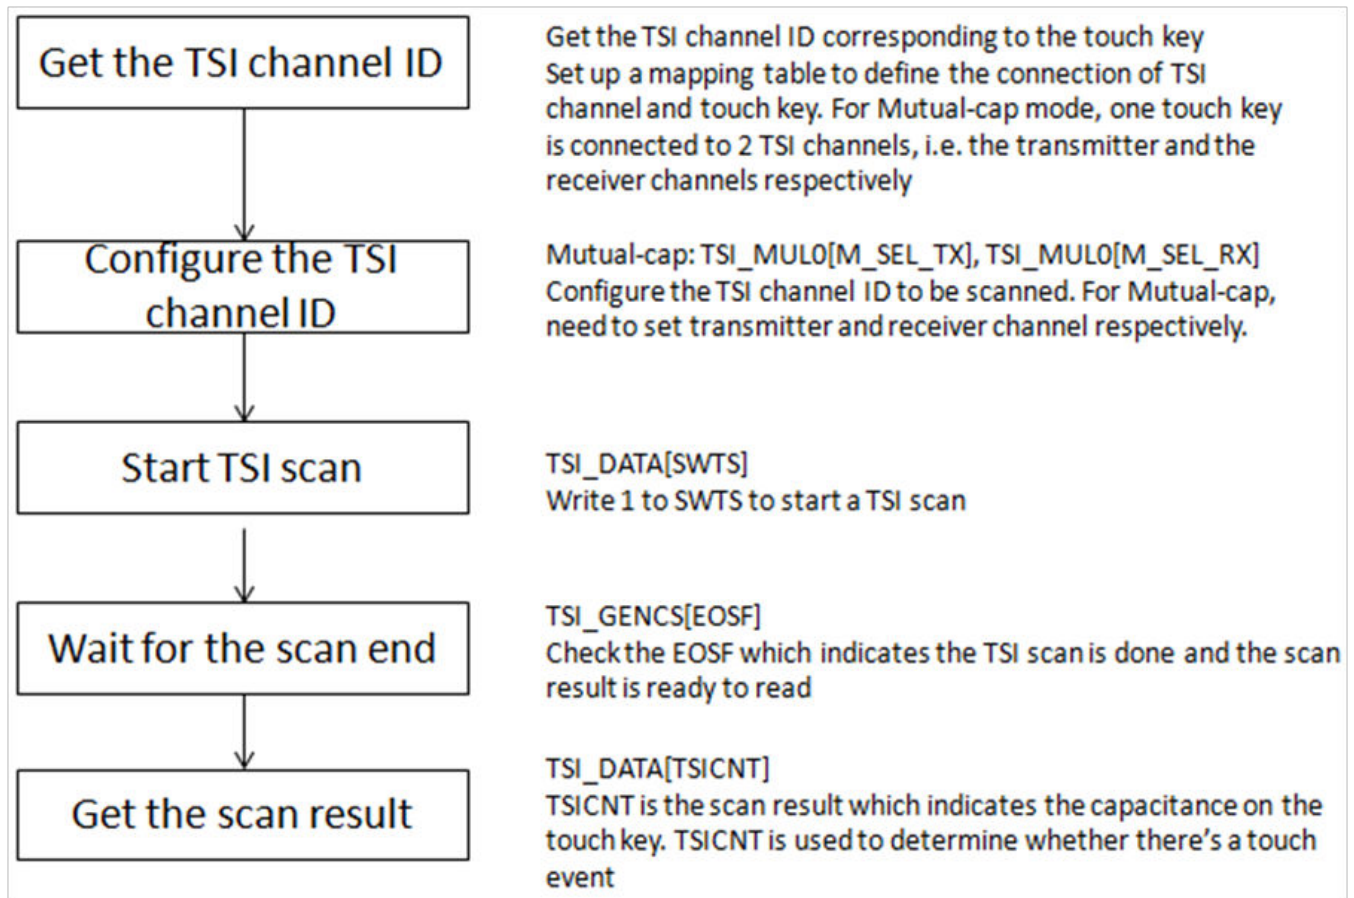 Get the TSI channel ID
Get the TSI channel ID corresponding to the touch key
Set up a mapping table to define the connection of TSI
channel and touch key. For Mutual-cap mode, one touch key
is connected to 2 TSI channels, i.e. the transmitter and the
receiver channels respectively
Configure the TSI
channel ID
Mutual-cap: TSI_MUL0[M_SEL_TX], TSI_MUL0[M_SEL_RX]
Configure the TSI channel ID to be scanned. For Mutual-cap,
need to set transmitter and receiver channel respectively.
Start TSI scan
TSI_DATA[SWTS]
Write 1 to SWTS to start a TSI scan
Wait for the scan end
TSI_GENCS[EOSF]
Check the EOSF which indicates the TSI scan is done and the scan
result is ready to read
Get the scan result
TSI_DATA[TSICNT]
TSICNT is the scan result which indicates the capacitance on the
touch key. TSICNT is used to determine whether there's a touch
event